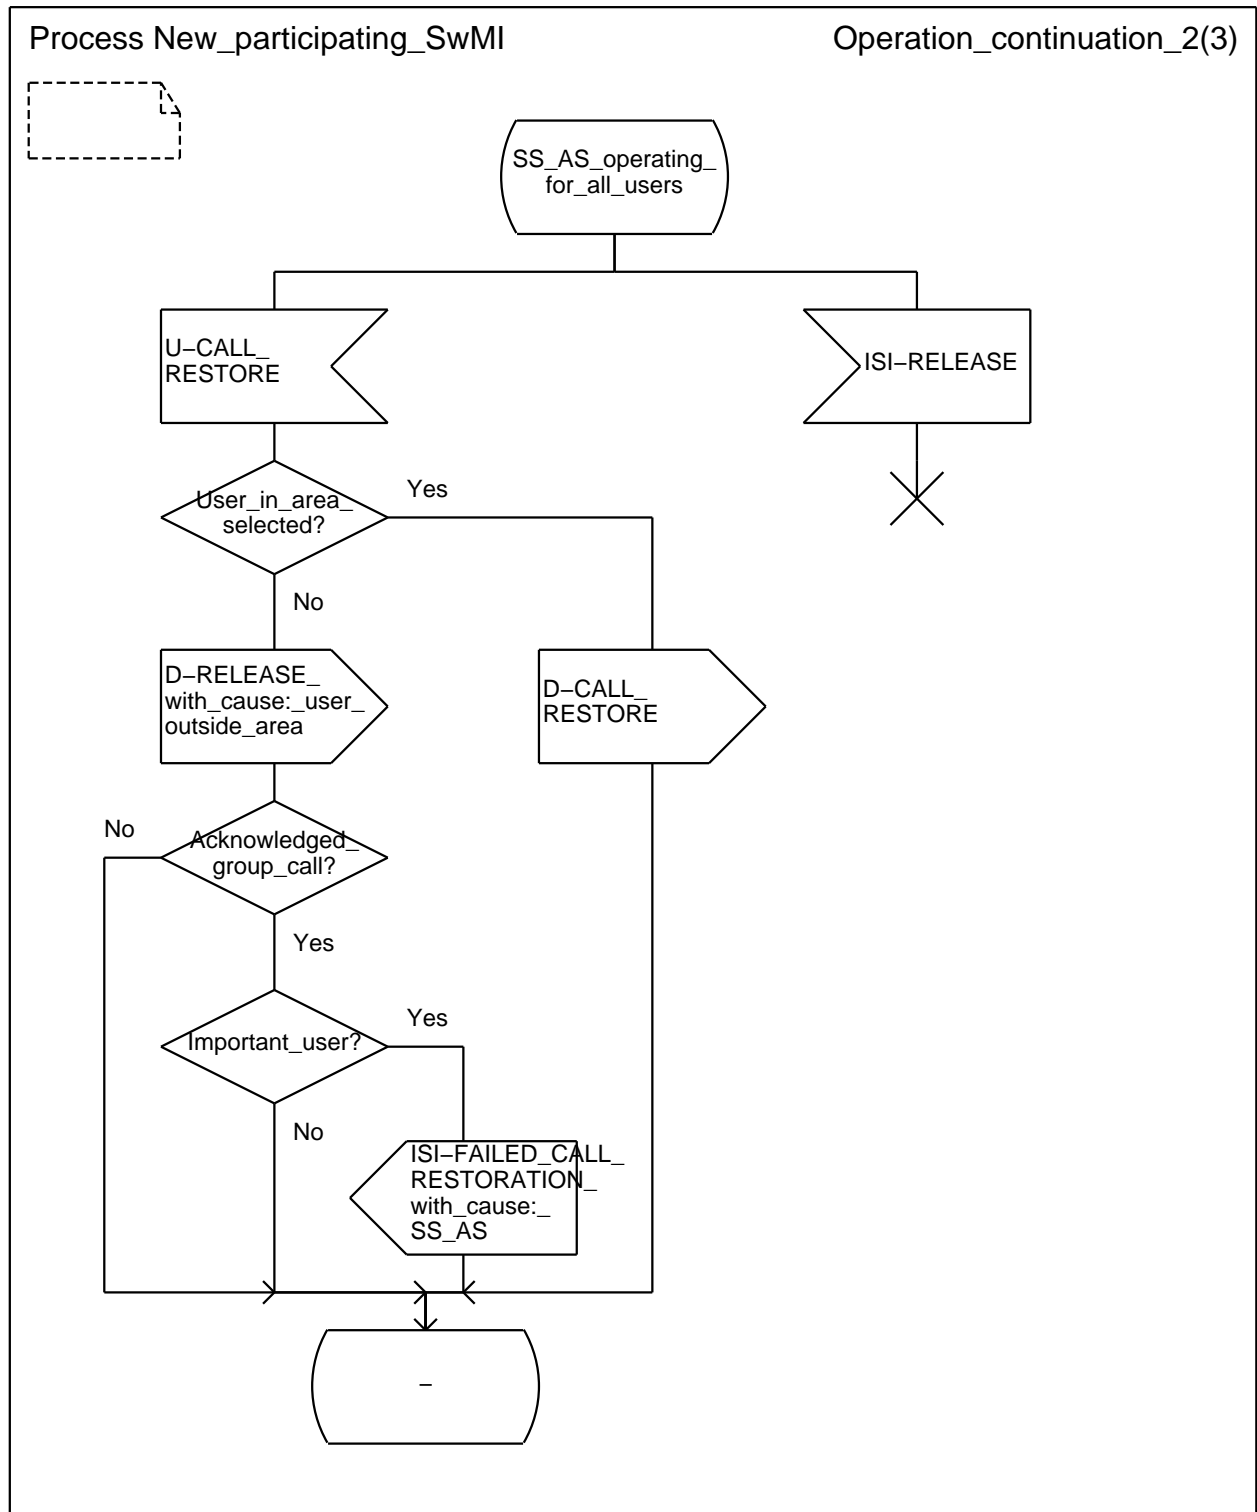 Process New_participating_SwMI
Operation_continuation_2(3)
SS_AS_operating_
for_all_users
U–CALL_
RESTORE
ISI–RELEASE
User_in_area_
selected?
Yes
No
D–RELEASE_
with_cause:_user_
outside_area
D–CALL_
RESTORE
No
Acknowledged_
group_call?
Yes
Important_user?
Yes
No
ISI–FAILED_CALL_
RESTORATION_
with_cause:_
SS_AS
–